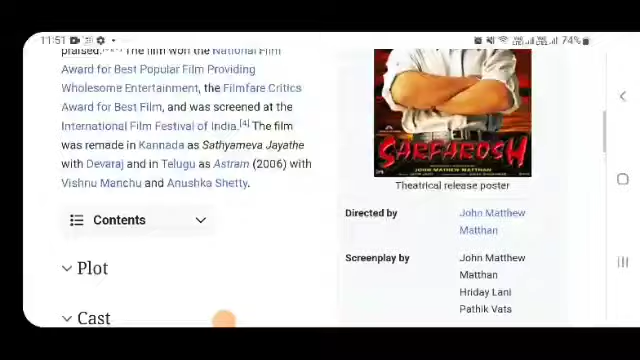 11:51
74%
praised. The film won the National Film
Award for Best Popular Film Providing
Wholesome Entertainment, the Filmfare Critics
Award for Best Film, and was screened at the
International Film Festival of India.[4] The film
was remade in Kannada as Sathyameva Jayathe
with Devaraj and in Telugu as Astram (2006) with
Vishnu Manchu and Anushka Shetty.
Contents
Plot
Cast
SARFAROSH
JOHN MATHEW MATTHAN
Theatrical release poster
Directed by
John Matthew
Matthan
Screenplay by
John Matthew
Matthan
Hriday Lani
Pathik Vats